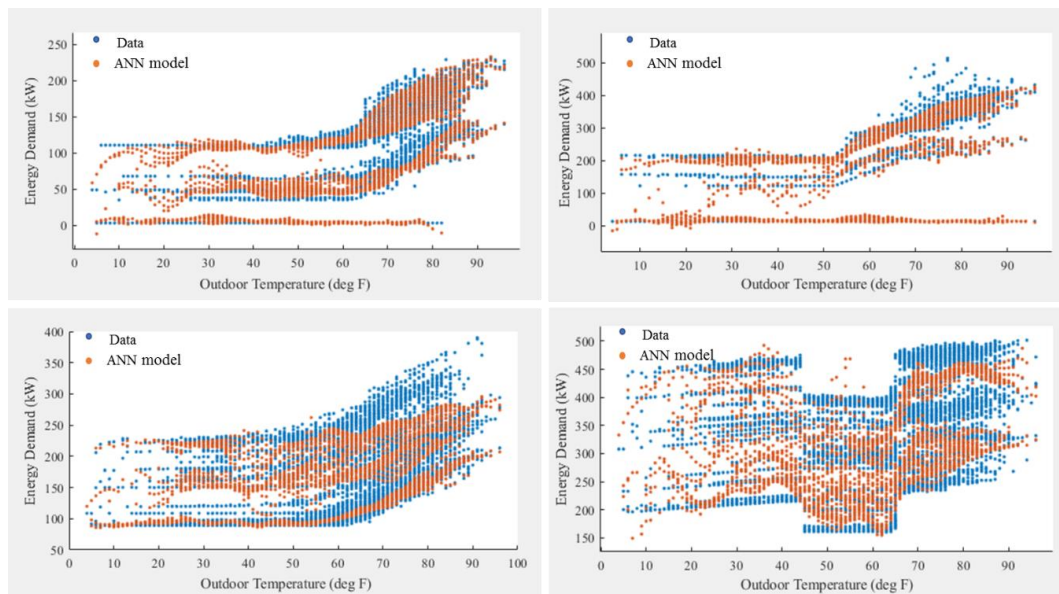 250
200
150
100
50
0
Energy Demand (kW)
Data
ANN model
0 10 20 30 40 50 60 70 80 90
Outdoor Temperature (deg F)
500
400
300
200
100
0
Energy Demand (kW)
Data
ANN model
10 20 30 40 50 60 70 80 90
Outdoor Temperature (deg F)
400
350
300
250
200
150
100
50
Energy Demand (kW)
Data
ANN model
0 10 20 30 40 50 60 70 80 90 100
Outdoor Temperature (deg F)
500
450
400
350
300
250
200
150
Energy Demand (kW)
Data
ANN model
10 20 30 40 50 60 70 80 90
Outdoor Temperature (deg F)